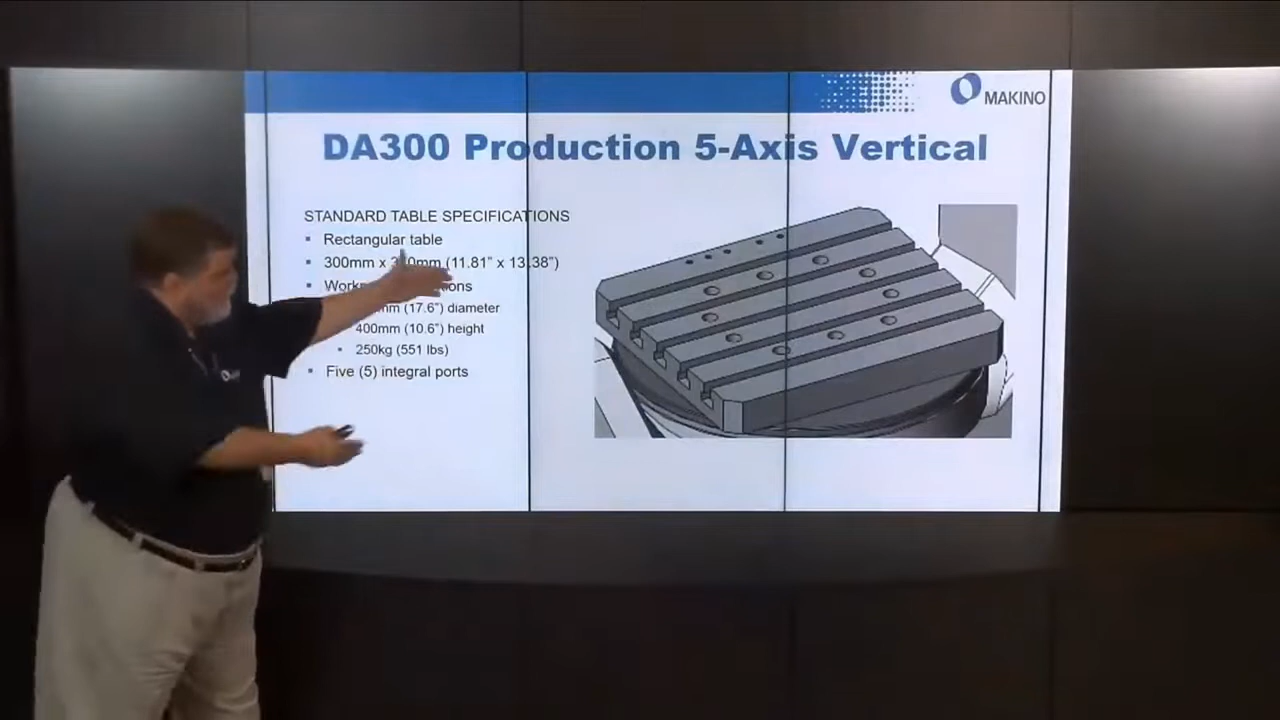 MAKINO
DA300 Production 5-Axis Vertical
STANDARD TABLE SPECIFICATIONS
Rectangular table
300mm x (11.81" x 13.38")
(17.6") diameter
400mm (10.6") height
250kg (551 lbs)
Five (5) integral ports